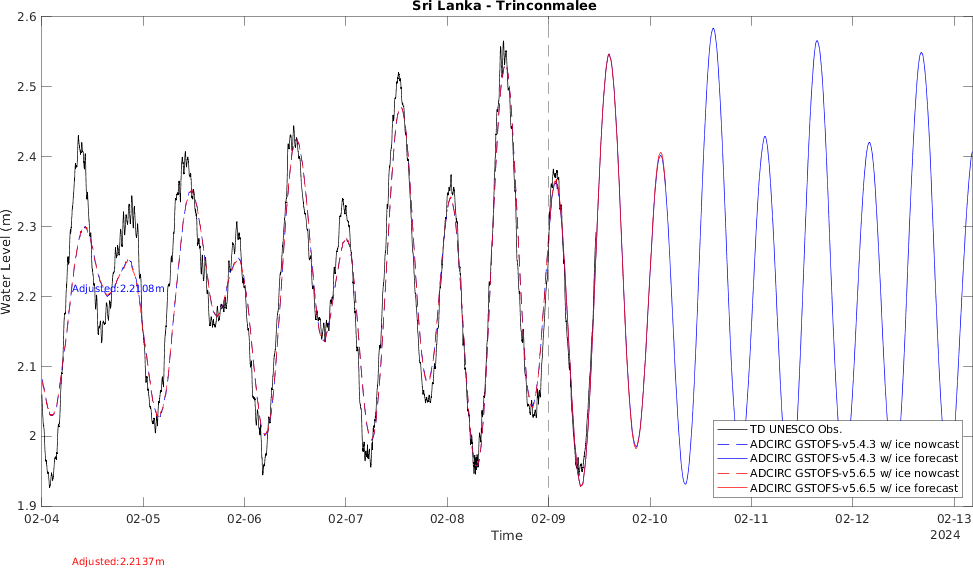 Sri Lanka - Trinconmalee
2.6
2.5
2.4
2.3
2.2
2.1
2
1.9
Water Level (m)
Adjusted:2.2108m
TD UNESCO Obs.
ADCIRC GSTOFS-v5.4.3 w/ ice nowcast
ADCIRC GSTOFS-v5.4.3 w/ ice forecast
ADCIRC GSTOFS-v5.6.5 w/ ice nowcast
ADCIRC GSTOFS-v5.6.5 w/ ice forecast
02-04 02-05 02-06 02-07 02-08 02-09 02-10 02-11 02-12 02-13
2024
Time
Adjusted:2.2137m